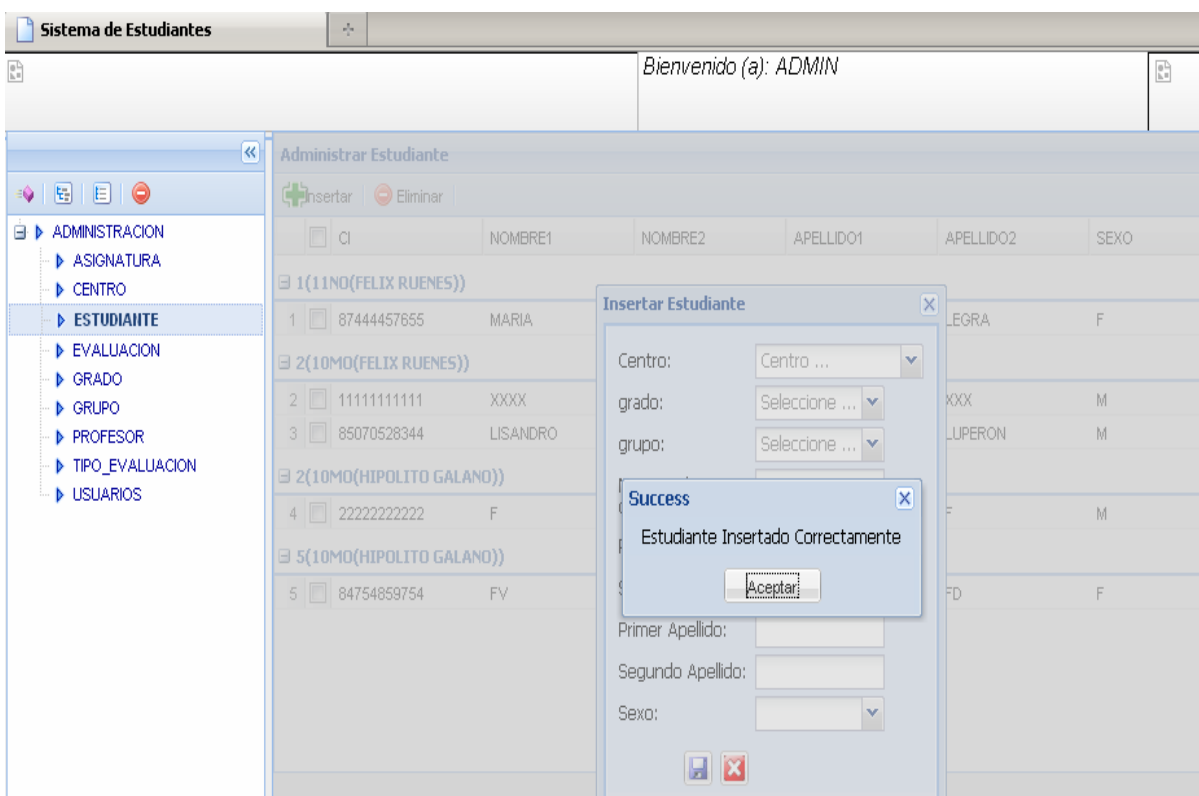 Sistema de Estudiantes
Bienvenido (a): ADMIN
Administrar Estudiante
Insertar Eliminar
ADMINISTRACION
ASIGNATURA
CENTRO
ESTUDIANTE
EVALUACION
GRADO
GRUPO
PROFESOR
TIPO_EVALUACION
USUARIOS
CI NOMBRE1 NOMBRE2 APELLIDO1 APELLIDO2 SEXO
1(11NO(FELIX RUENES))
1 87444457655 MARIA LEGRA F
2(10MO(FELIX RUENES))
2 11111111111 XXXX XXX M
3 85070528344 LISANDRO LUPERON M
2(10MO(HIPOLITO GALANO))
4 22222222222 F F M
5(10MO(HIPOLITO GALANO))
5 84754859754 FV FD F
Insertar Estudiante
Centro: Centro ...
grado: Seleccione ...
grupo: Seleccione ...
Success
Estudiante Insertado Correctamente
Aceptar
Primer Apellido:
Segundo Apellido:
Sexo: